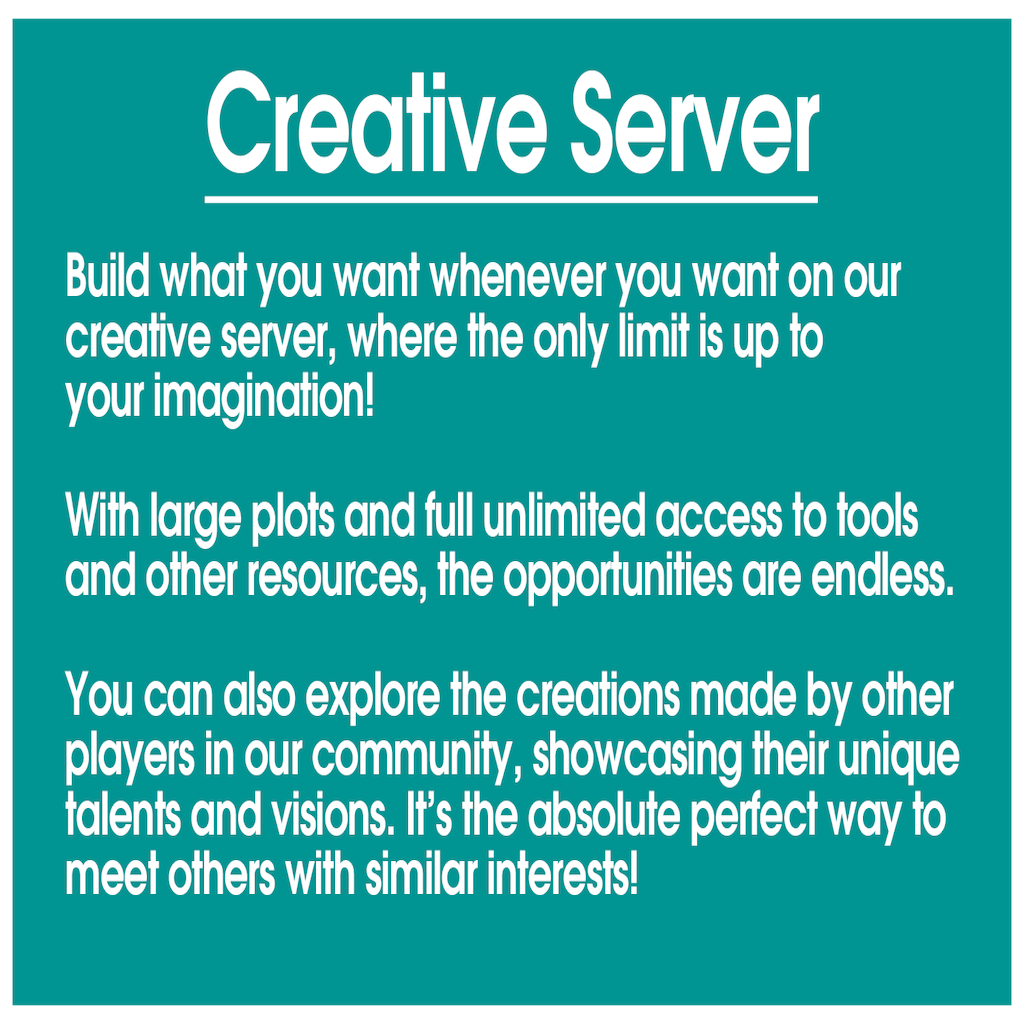 Creative Server
Build what you want whenever you want on our
creative server, where the only limit is up to
your imagination!
With large plots and full unlimited access to tools
and other resources, the opportunities are endless.
You can also explore the creations made by other
players in our community, showcasing their unique
talents and visions. It’s the absolute perfect way to
meet others with similar interests!